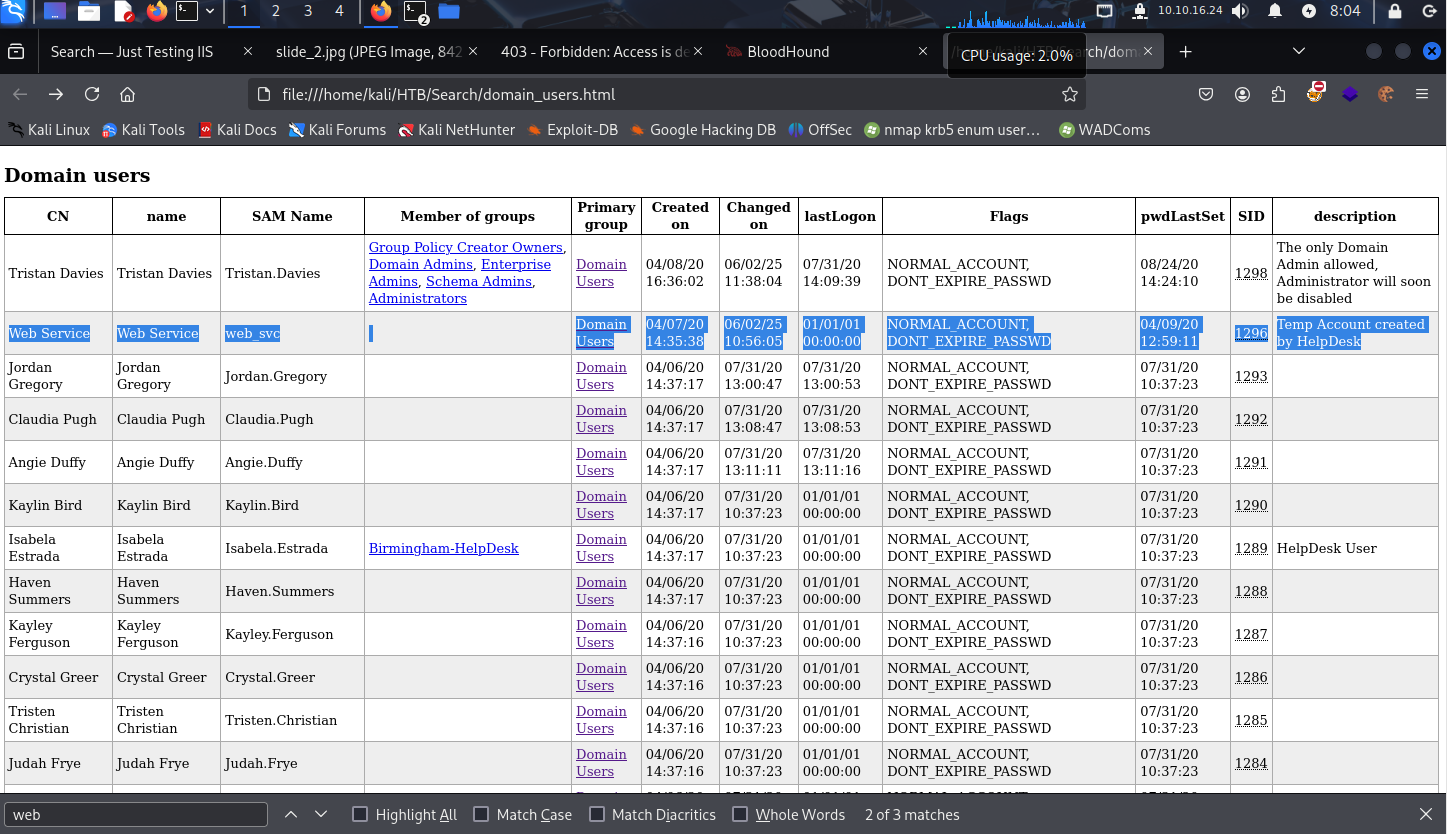 1 2 3 4 2 10.10.16.24 8:04
Search — Just Testing IIS slide_2.jpg (JPEG Image, 842 403 - Forbidden: Access is de BloodHound
CPU usage: 2.0%
file:///home/kali/HTB/Search/domain_users.html
Kali Linux Kali Tools Kali Docs Kali Forums Kali NetHunter Exploit-DB Google Hacking DB OffSec nmap krb5 enum user… WADComs
Domain users
CN name SAM Name Member of groups Primary group Created on Changed on lastLogon Flags pwdLastSet SID description
Tristan Davies Tristan Davies Tristan.Davies Group Policy Creator Owners, Domain Admins, Enterprise Admins, Schema Admins, Administrators Domain Users 04/08/20 16:36:02 06/02/25 11:38:04 07/31/20 14:09:39 NORMAL_ACCOUNT, DONT_EXPIRE_PASSWD 08/24/20 14:24:10 1298 The only Domain Admin allowed, Administrator will soon be disabled
Web Service Web Service web_svc Domain Users 04/07/20 14:35:38 06/02/25 10:56:05 01/01/01 00:00:00 NORMAL_ACCOUNT, DONT_EXPIRE_PASSWD 04/09/20 12:59:11 1296 Temp Account created by HelpDesk
Jordan Gregory Jordan Gregory Jordan.Gregory Domain Users 04/06/20 14:37:17 07/31/20 13:00:47 07/31/20 13:00:53 NORMAL_ACCOUNT, DONT_EXPIRE_PASSWD 07/31/20 10:37:23 1293
Claudia Pugh Claudia Pugh Claudia.Pugh Domain Users 04/06/20 14:37:17 07/31/20 13:08:47 07/31/20 13:08:53 NORMAL_ACCOUNT, DONT_EXPIRE_PASSWD 07/31/20 10:37:23 1292
Angie Duffy Angie Duffy Angie.Duffy Domain Users 04/06/20 14:37:17 07/31/20 13:11:11 07/31/20 13:11:16 NORMAL_ACCOUNT, DONT_EXPIRE_PASSWD 07/31/20 10:37:23 1291
Kaylin Bird Kaylin Bird Kaylin.Bird Domain Users 04/06/20 14:37:17 07/31/20 10:37:23 01/01/01 00:00:00 NORMAL_ACCOUNT, DONT_EXPIRE_PASSWD 07/31/20 10:37:23 1290
Isabela Estrada Isabela Estrada Isabela.Estrada Birmingham-HelpDesk Domain Users 04/06/20 14:37:17 07/31/20 10:37:23 01/01/01 00:00:00 NORMAL_ACCOUNT, DONT_EXPIRE_PASSWD 07/31/20 10:37:23 1289 HelpDesk User
Haven Summers Haven Summers Haven.Summers Domain Users 04/06/20 14:37:17 07/31/20 10:37:23 01/01/01 00:00:00 NORMAL_ACCOUNT, DONT_EXPIRE_PASSWD 07/31/20 10:37:23 1288
Kayley Ferguson Kayley Ferguson Kayley.Ferguson Domain Users 04/06/20 14:37:16 07/31/20 10:37:23 01/01/01 00:00:00 NORMAL_ACCOUNT, DONT_EXPIRE_PASSWD 07/31/20 10:37:23 1287
Crystal Greer Crystal Greer Crystal.Greer Domain Users 04/06/20 14:37:16 07/31/20 10:37:23 01/01/01 00:00:00 NORMAL_ACCOUNT, DONT_EXPIRE_PASSWD 07/31/20 10:37:23 1286
Tristen Christian Tristen Christian Tristen.Christian Domain Users 04/06/20 14:37:16 07/31/20 10:37:23 01/01/01 00:00:00 NORMAL_ACCOUNT, DONT_EXPIRE_PASSWD 07/31/20 10:37:23 1285
Judah Frye Judah Frye Judah.Frye Domain Users 04/06/20 14:37:16 07/31/20 10:37:23 01/01/01 00:00:00 NORMAL_ACCOUNT, DONT_EXPIRE_PASSWD 07/31/20 10:37:23 1284
web Highlight All Match Case Match Diacritics Whole Words 2 of 3 matches